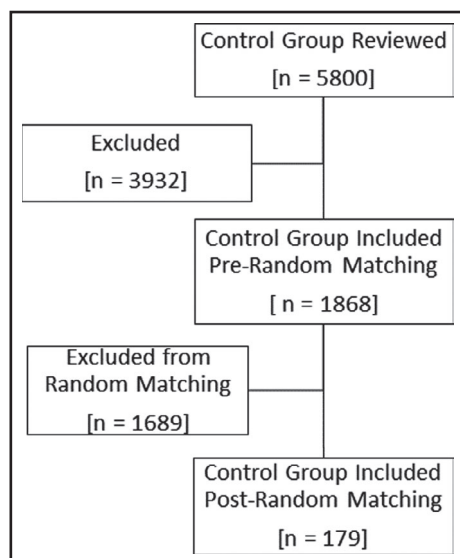 Control Group Reviewed
[n = 5800]
Excluded
[n = 3932]
Control Group Included
Pre-Random Matching
[ n = 1868]
Excluded from
Random Matching
[n = 1689]
Control Group Included
Post-Random Matching
[n = 179]